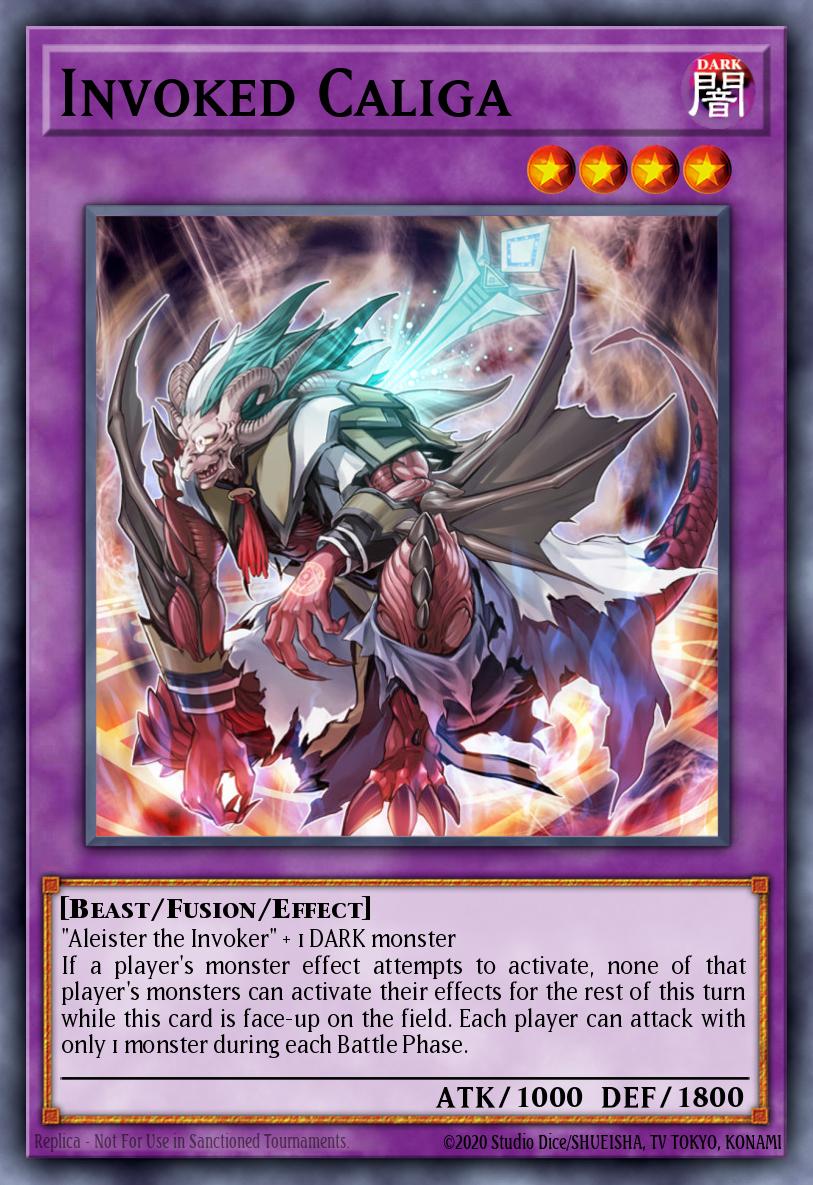 Invoked Caliga
DARK
闇
[Beast/Fusion/Effect]
"Aleister the Invoker" + 1 DARK monster
If a player's monster effect attempts to activate, none of that
player's monsters can activate their effects for the rest of this turn
while this card is face-up on the field. Each player can attack with
only 1 monster during each Battle Phase.
ATK/1000 DEF/1800
Replica - Not For Use in Sanctioned Tournaments.
©2020 Studio Dice/SHUEISHA, TV TOKYO, KONAMI